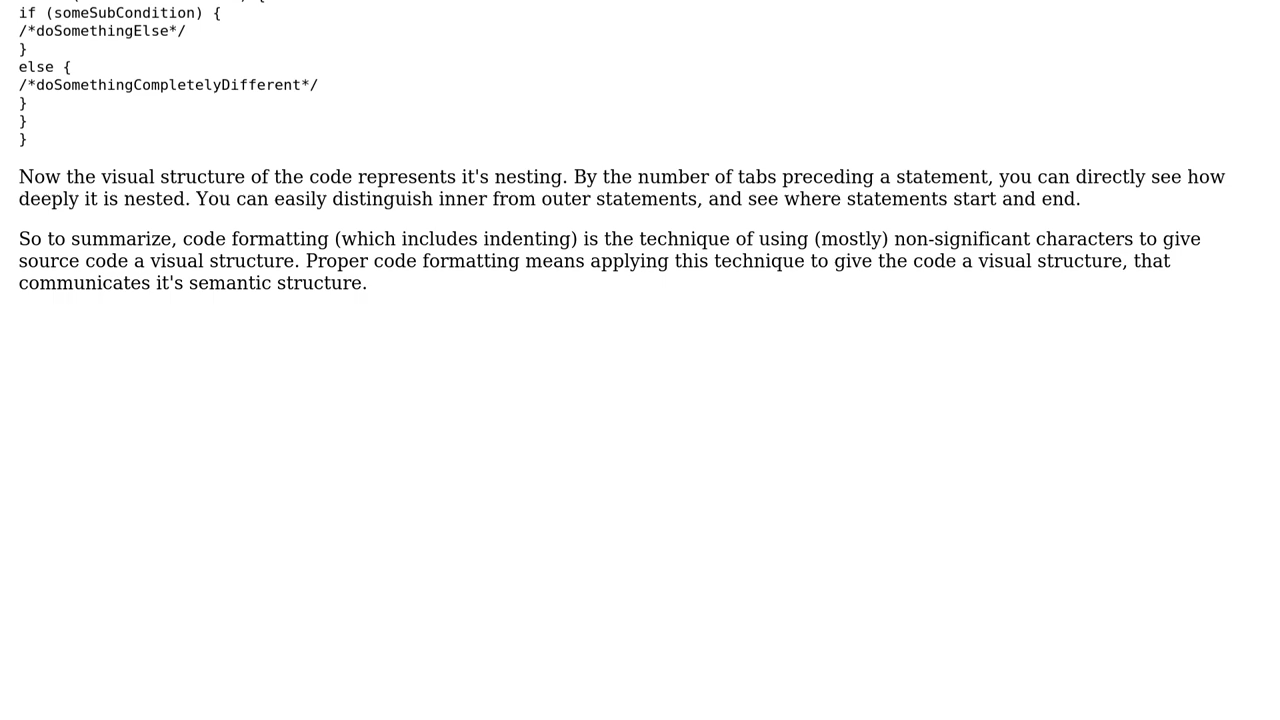 if (someSubCondition) {
/*doSomethingElse*/
}
else {
/*doSomethingCompletelyDifferent*/
}
}
}
Now the visual structure of the code represents it's nesting. By the number of tabs preceding a statement, you can directly see how
deeply it is nested. You can easily distinguish inner from outer statements, and see where statements start and end.
So to summarize, code formatting (which includes indenting) is the technique of using (mostly) non-significant characters to give
source code a visual structure. Proper code formatting means applying this technique to give the code a visual structure, that
communicates it's semantic structure.